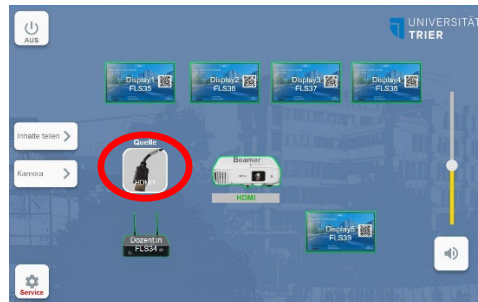 AUS
UNIVERSITÄT
TRIER
Display1
FLS35
Display2
FLS36
Display3
FLS37
Display4
FLS38
Inhalte teilen
Quelle
HDMI
Kamera
Beamer
HDMI
Dozent:in
FLS34
Display5
FLS39
Service